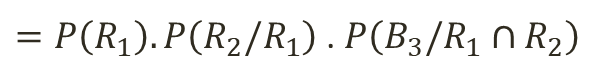 = P(R₁). P(R₂/R₁) . P(B₃/R₁ ∩ R₂)